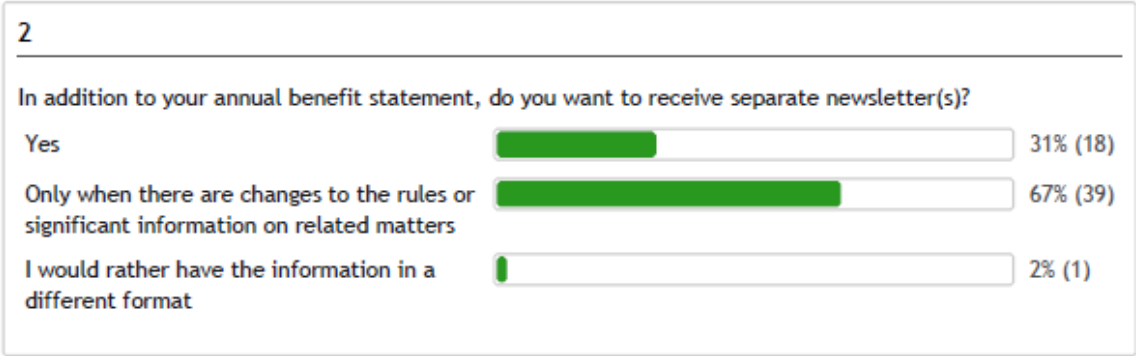 2
In addition to your annual benefit statement, do you want to receive separate newsletter(s)?
Yes
31% (18)
Only when there are changes to the rules or
significant information on related matters
67% (39)
I would rather have the information in a
different format
2% (1)